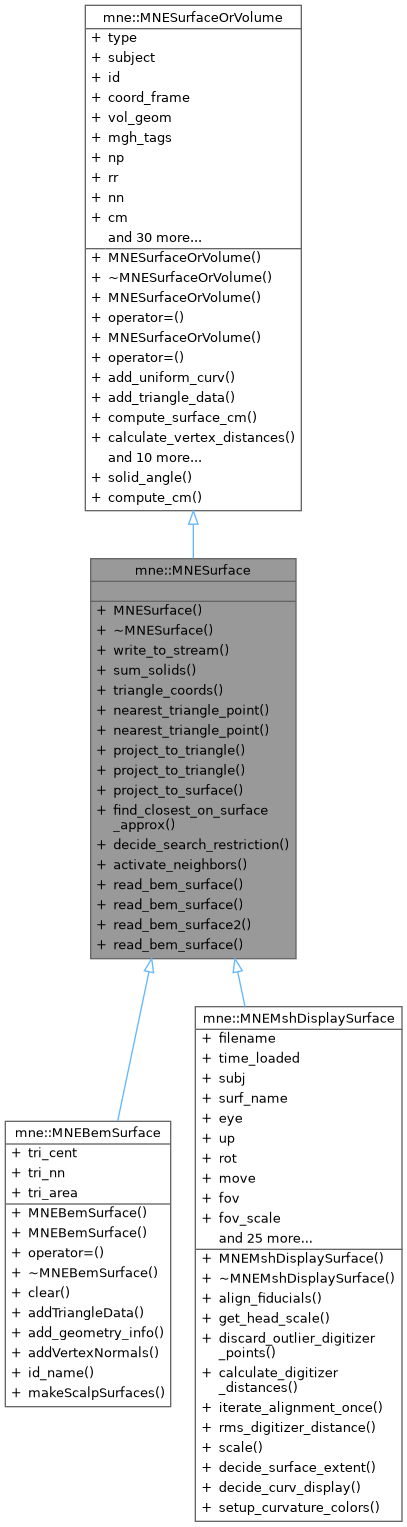 mne::MNESurfaceOrVolume
+ type
+ subject
+ id
+ coord_frame
+ vol_geom
+ mgh_tags
+ np
+ rr
+ nn
+ cm
and 30 more...
+ MNESurfaceOrVolume()
+ ~MNESurfaceOrVolume()
+ MNESurfaceOrVolume()
+ operator=()
+ MNESurfaceOrVolume()
+ operator=()
+ add_uniform_curv()
+ add_triangle_data()
+ compute_surface_cm()
+ calculate_vertex_distances()
and 10 more...
+ solid_angle()
+ compute_cm()
mne::MNESurface
+ MNESurface()
+ ~MNESurface()
+ write_to_stream()
+ sum_solids()
+ triangle_coords()
+ nearest_triangle_point()
+ nearest_triangle_point()
+ project_to_triangle()
+ project_to_triangle()
+ project_to_surface()
+ find_closest_on_surface
_approx()
+ decide_search_restriction()
+ activate_neighbors()
+ read_bem_surface()
+ read_bem_surface()
+ read_bem_surface2()
+ read_bem_surface()
mne::MNEBemSurface
+ tri_cent
+ tri_nn
+ tri_area
+ MNEBemSurface()
+ MNEBemSurface()
+ operator=()
+ ~MNEBemSurface()
+ clear()
+ addTriangleData()
+ add_geometry_info()
+ addVertexNormals()
+ id_name()
+ makeScalpSurfaces()
mne::MNEMshDisplaySurface
+ filename
+ time_loaded
+ subj
+ surf_name
+ eye
+ up
+ rot
+ move
+ fov
+ fov_scale
and 25 more...
+ MNEMshDisplaySurface()
+ ~MNEMshDisplaySurface()
+ align_fiducials()
+ get_head_scale()
+ discard_outlier_digitizer
_points()
+ calculate_digitizer
_distances()
+ iterate_alignment_once()
+ rms_digitizer_distance()
+ scale()
+ decide_surface_extent()
+ decide_curv_display()
+ setup_curvature_colors()